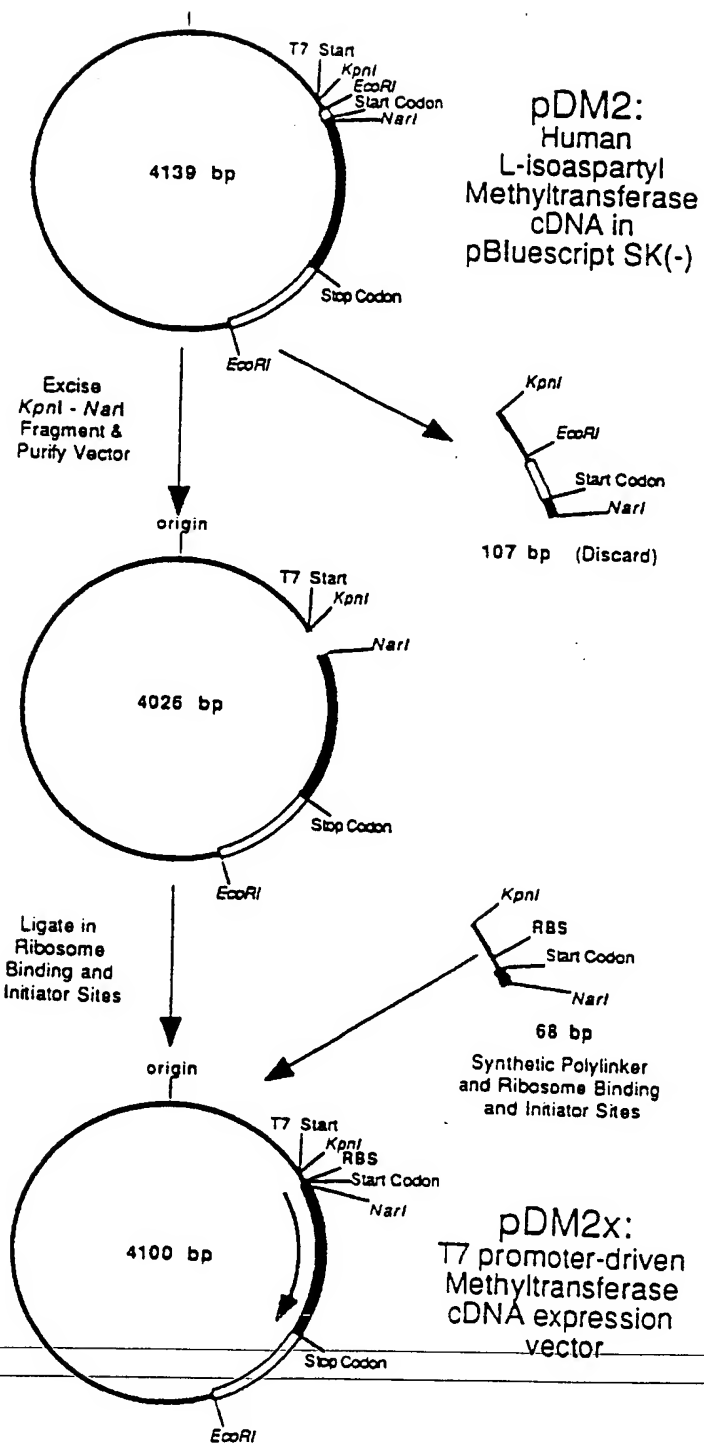 T7 Start
KpnI
EcoRI
Start Codon
NarI
pDM2:
Human
L-isoaspartyl
Methyltransferase
cDNA in
pBluescript SK(-)
4139 bp
Stop Codon
EcoRI
Excise
KpnI - NarI
Fragment &
Purify Vector
KpnI
EcoRI
Start Codon
NarI
107 bp (Discard)
origin
T7 Start
KpnI
NarI
4026 bp
Stop Codon
EcoRI
Ligate in
Ribosome
Binding and
Initiator Sites
KpnI
RBS
Start Codon
NarI
68 bp
Synthetic Polylinker
and Ribosome Binding
and Initiator Sites
origin
T7 Start
KpnI
RBS
Start Codon
NarI
4100 bp
pDM2x:
T7 promoter-driven
Methyltransferase
cDNA expression
vector
Stop Codon
EcoRI